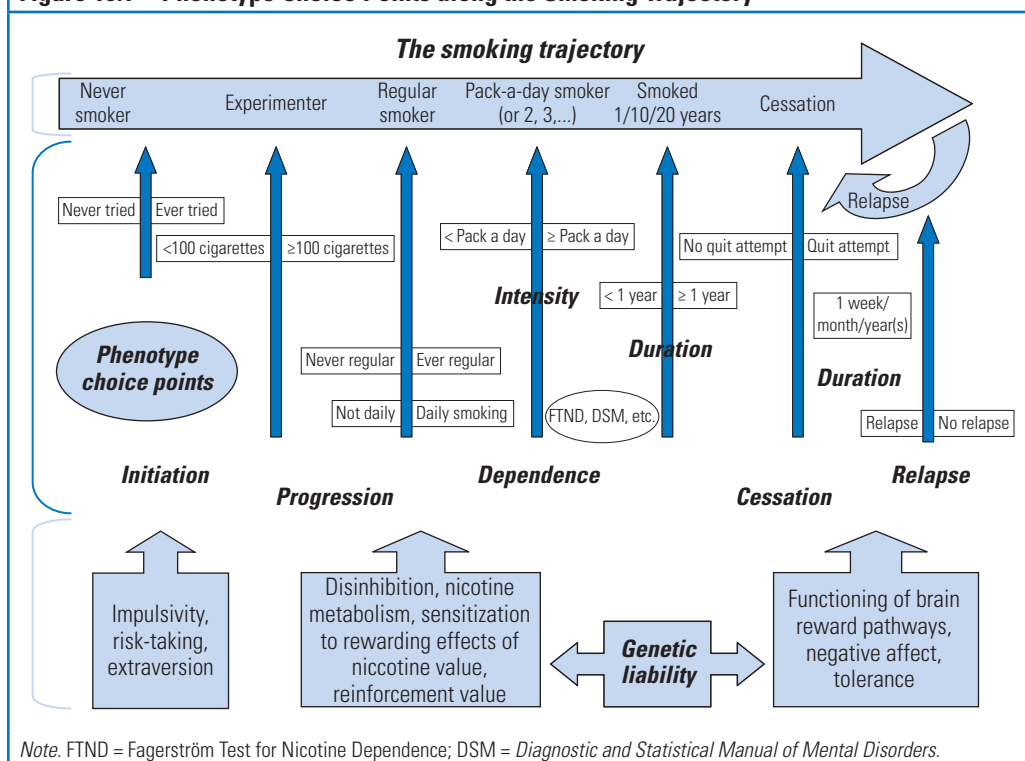 The smoking trajectory
Never
smoker
Experimenter
Regular
smoker
Pack-a-day smoker
(or 2, 3,...)
Smoked
1/10/20 years
Cessation
Relapse
Never tried
Ever tried
<100 cigarettes
≥100 cigarettes
< Pack a day
≥ Pack a day
No quit attempt
Quit attempt
Intensity
< 1 year
≥ 1 year
1 week/
month/year(s)
Phenotype
choice points
Never regular
Ever regular
Duration
Duration
Not daily
Daily smoking
FTND, DSM, etc.
Relapse
No relapse
Initiation
Progression
Dependence
Cessation
Relapse
Impulsivity,
risk-taking,
extraversion
Disinhibition, nicotine
metabolism, sensitization
to rewarding effects of
niccotine value,
reinforcement value
Genetic
liability
Functioning of brain
reward pathways,
negative affect,
tolerance
Note. FTND = Fagerström Test for Nicotine Dependence; DSM = Diagnostic and Statistical Manual of Mental Disorders.